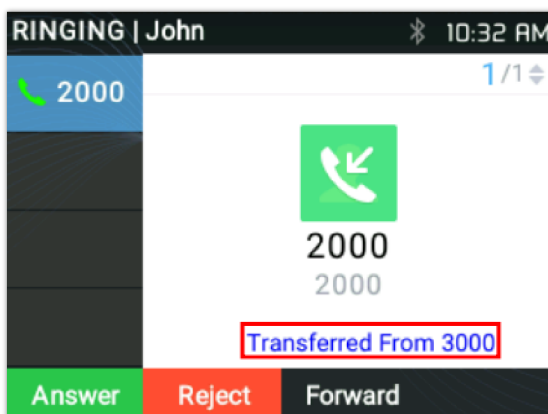 RINGING | John 10:32 AM
2000 1/1
2000
2000
Transferred From 3000
Answer Reject Forward